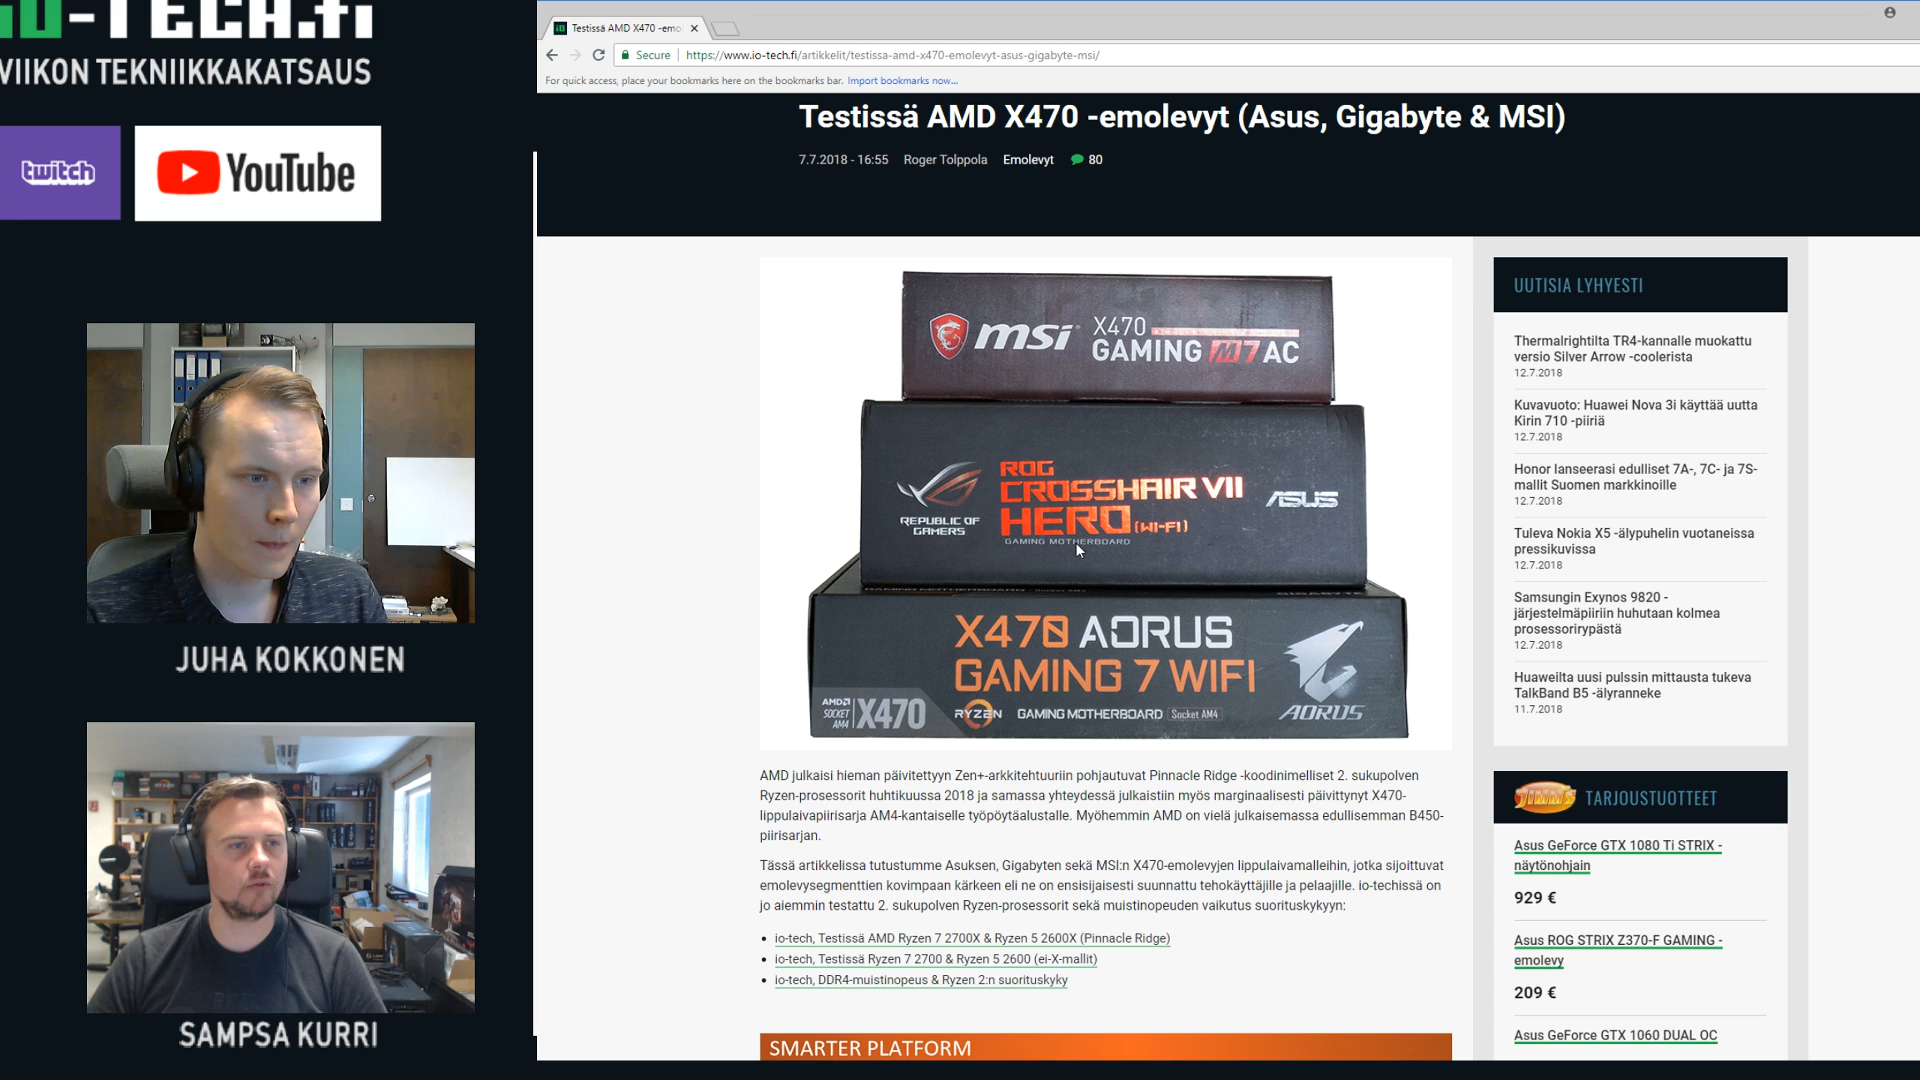 iO-TECH.fi
VIIKON TEKNIIKKAKATSAUS
twitch
YouTube
JUHA KOKKONEN
SAMPSA KURRI
Testissä AMD X470 -emo
Secure
https://www.io-tech.fi/artikkelit/testissa-amd-x470-emolevyt-asus-gigabyte-msi/
For quick access, place your bookmarks here on the bookmarks bar. Import bookmarks now...
Testissä AMD X470 -emolevyt (Asus, Gigabyte & MSI)
7.7.2018 - 16:55 Roger Tolppola Emolevyt 80
msi
X470
GAMING M7 AC
REPUBLIC OF
GAMERS
ROG
CROSSHAIR VII
HERO (WI-FI)
GAMING MOTHERBOARD
ASUS
X470 AORUS
GAMING 7 WIFI
AMD
SOCKET
AM4
X470
RYZEN
GAMING MOTHERBOARD
Socket AM4
AORUS
AMD julkaisi hieman päivitettyyn Zen+-arkkitehtuuriin pohjautuvat Pinnacle Ridge -koodinimelliset 2. sukupolven
Ryzen-prosessorit huhtikuussa 2018 ja samassa yhteydessä julkaistiin myös marginaalisesti päivittynyt X470-
lippulaivapiirisarja AM4-kantaiselle työpöytäalustalle. Myöhemmin AMD on vielä julkaisemassa edullisemman B450-
piirisarjan.
Tässä artikkelissa tutustumme Asuksen, Gigabyten sekä MSI:n X470-emolevyjen lippulaivamalleihin, jotka sijoittuvat
emolevysegmenttien kovimpaan kärkeen eli ne on ensisijaisesti suunnattu tehokäyttäjille ja pelaajille. io-techissä on
jo aiemmin testattu 2. sukupolven Ryzen-prosessorit sekä muistinopeuden vaikutus suorituskykyyn:
• io-tech, Testissä AMD Ryzen 7 2700X & Ryzen 5 2600X (Pinnacle Ridge)
• io-tech, Testissä Ryzen 7 2700 & Ryzen 5 2600 (ei-X-mallit)
• io-tech, DDR4-muistinopeus & Ryzen 2:n suorituskyky
SMARTER PLATFORM
UUTISIA LYHYESTI
Thermalrightilta TR4-kannalle muokattu
versio Silver Arrow -coolerista
12.7.2018
Kuvavuoto: Huawei Nova 3i käyttää uutta
Kirin 710 -piiriä
12.7.2018
Honor lanseerasi edulliset 7A-, 7C- ja 7S-
mallit Suomen markkinoille
12.7.2018
Tuleva Nokia X5 -älypuhelin vuotaneissa
pressikuvissa
12.7.2018
Samsungin Exynos 9820 -
järjestelmäpiiriin huhutaan kolmea
prosessorirypästä
12.7.2018
Huaweilta uusi pulssin mittausta tukeva
TalkBand B5 -älyranneke
11.7.2018
JIMMS TARJOUSTUOTTEET
Asus GeForce GTX 1080 Ti STRIX -
näytönohjain
929 €
Asus ROG STRIX Z370-F GAMING -
emolevy
209 €
Asus GeForce GTX 1060 DUAL OC